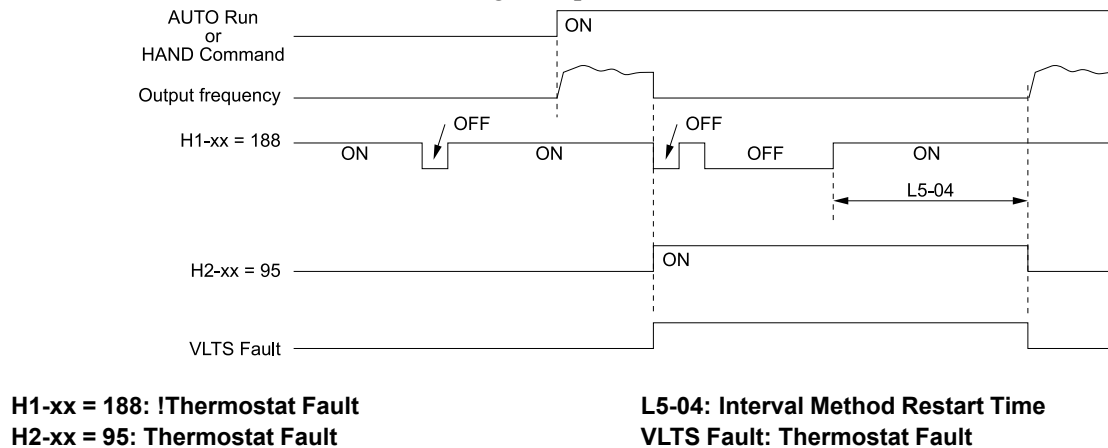 AUTO Run
or
HAND Command
ON
Output frequency
H1-xx = 188
ON
OFF
ON
OFF
OFF
ON
L5-04
H2-xx = 95
ON
VLTS Fault
H1-xx = 188: !Thermostat Fault
H2-xx = 95: Thermostat Fault
L5-04: Interval Method Restart Time
VLTS Fault: Thermostat Fault